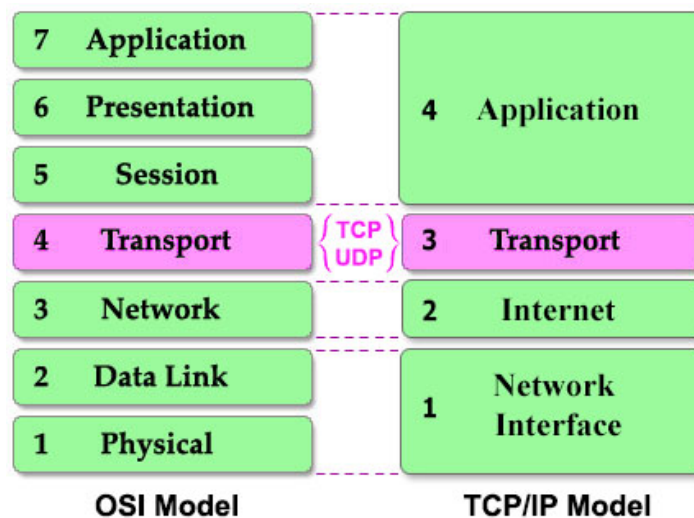 7 Application
6 Presentation
5 Session
4 Transport
3 Network
2 Data Link
1 Physical
OSI Model
TCP
UDP
4 Application
3 Transport
2 Internet
1 Network
Interface
TCP/IP Model